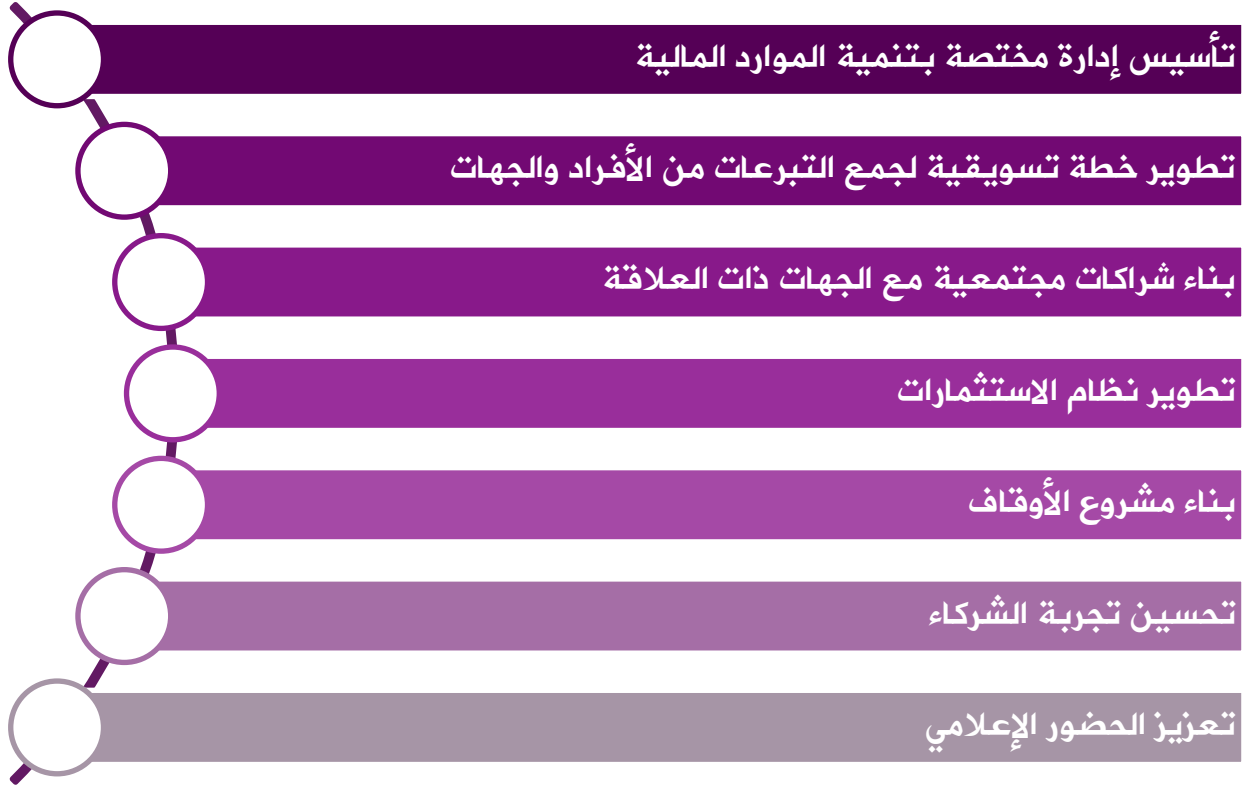 تأسيس إدارة مختصة بتنمية الموارد المالية
تطوير خطة تسويقية لجمع التبرعات من الأفراد والجهات
بناء شراكات مجتمعية مع الجهات ذات العلاقة
تطوير نظام الاستثمارات
بناء مشروع الأوقاف
تحسين تجربة الشركاء
تعزيز الحضور الإعلامي